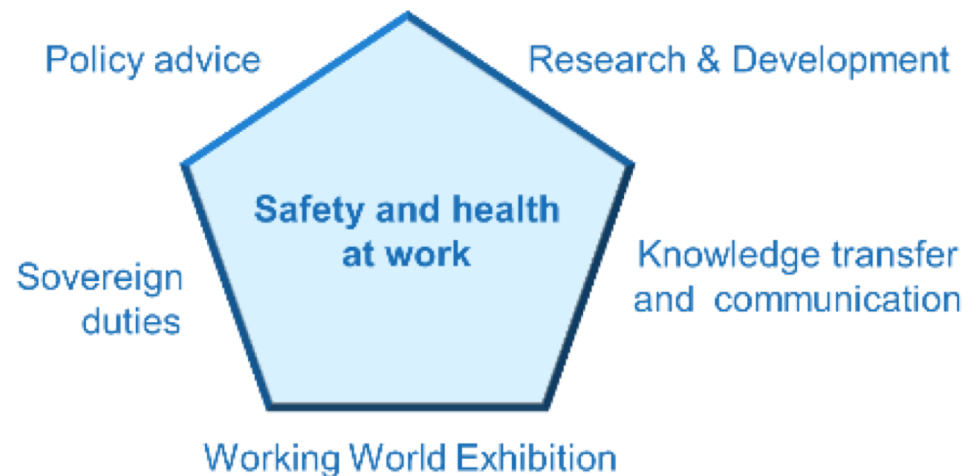 Policy advice
Research & Development
Safety and health
at work
Sovereign
duties
Knowledge transfer
and communication
Working World Exhibition